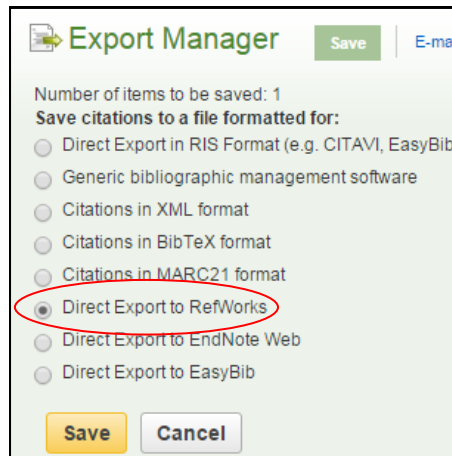 Export Manager Save E-ma
Number of items to be saved: 1
Save citations to a file formatted for:
Direct Export in RIS Format (e.g. CITAVI, EasyBib
Generic bibliographic management software
Citations in XML format
Citations in BibTeX format
Citations in MARC21 format
Direct Export to RefWorks
Direct Export to EndNote Web
Direct Export to EasyBib
Save Cancel